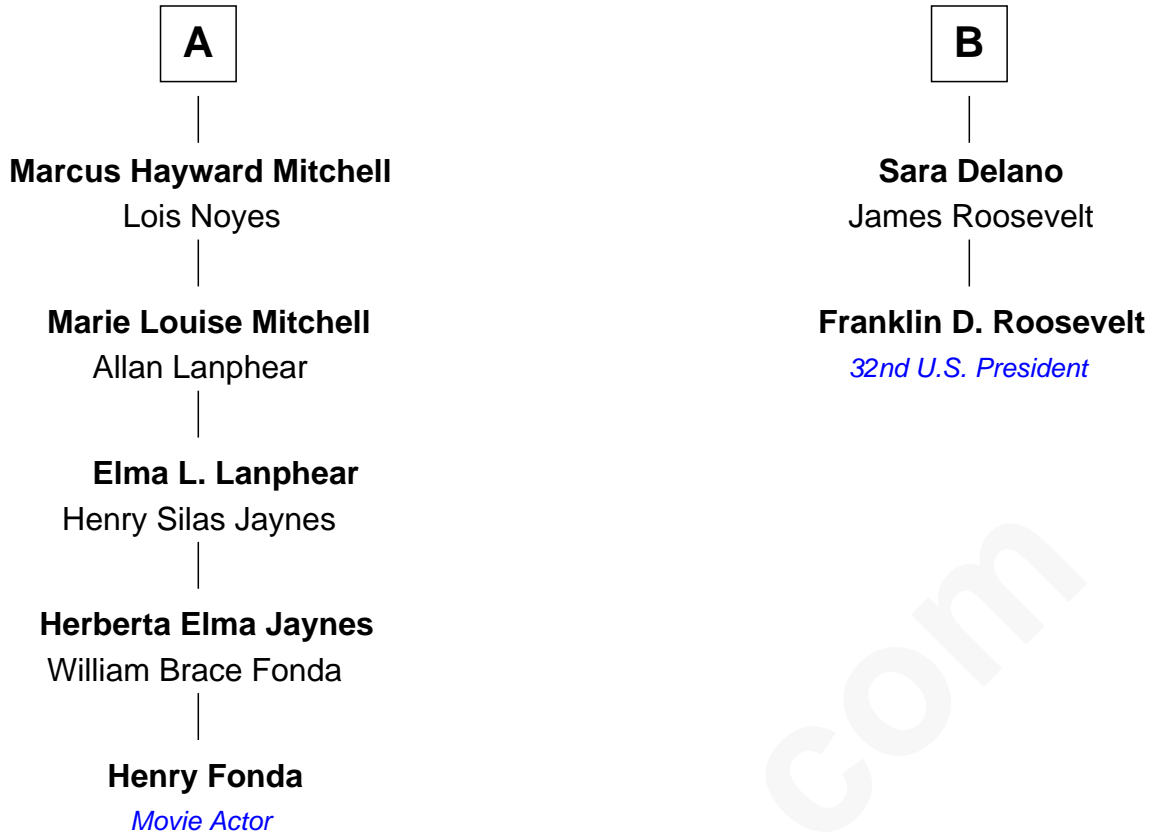 A
Marcus Hayward Mitchell
Lois Noyes
Marie Louise Mitchell
Allan Lanphear
Elma L. Lanphear
Henry Silas Jaynes
Herberta Elma Jaynes
William Brace Fonda
Henry Fonda
Movie Actor
B
Sara Delano
James Roosevelt
Franklin D. Roosevelt
32nd U.S. President
com